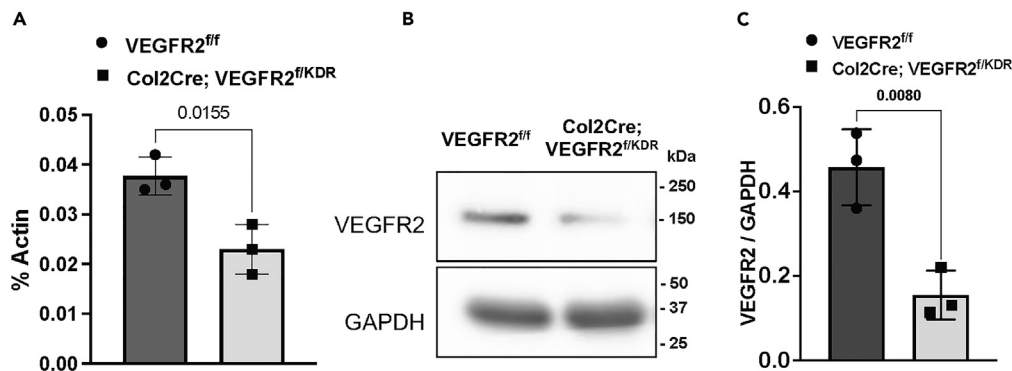 A
VEGFR2f/f
Col2Cre; VEGFR2f/KDR
0.0155
% Actin
0.05
0.04
0.03
0.02
0.01
0.00
B
VEGFR2f/f
Col2Cre;
VEGFR2f/KDR
kDa
- 250
- 150
VEGFR2
- 50
- 37
- 25
GAPDH
C
VEGFR2f/f
Col2Cre; VEGFR2f/KDR
0.0080
VEGFR2 / GAPDH
0.6
0.4
0.2
0.0